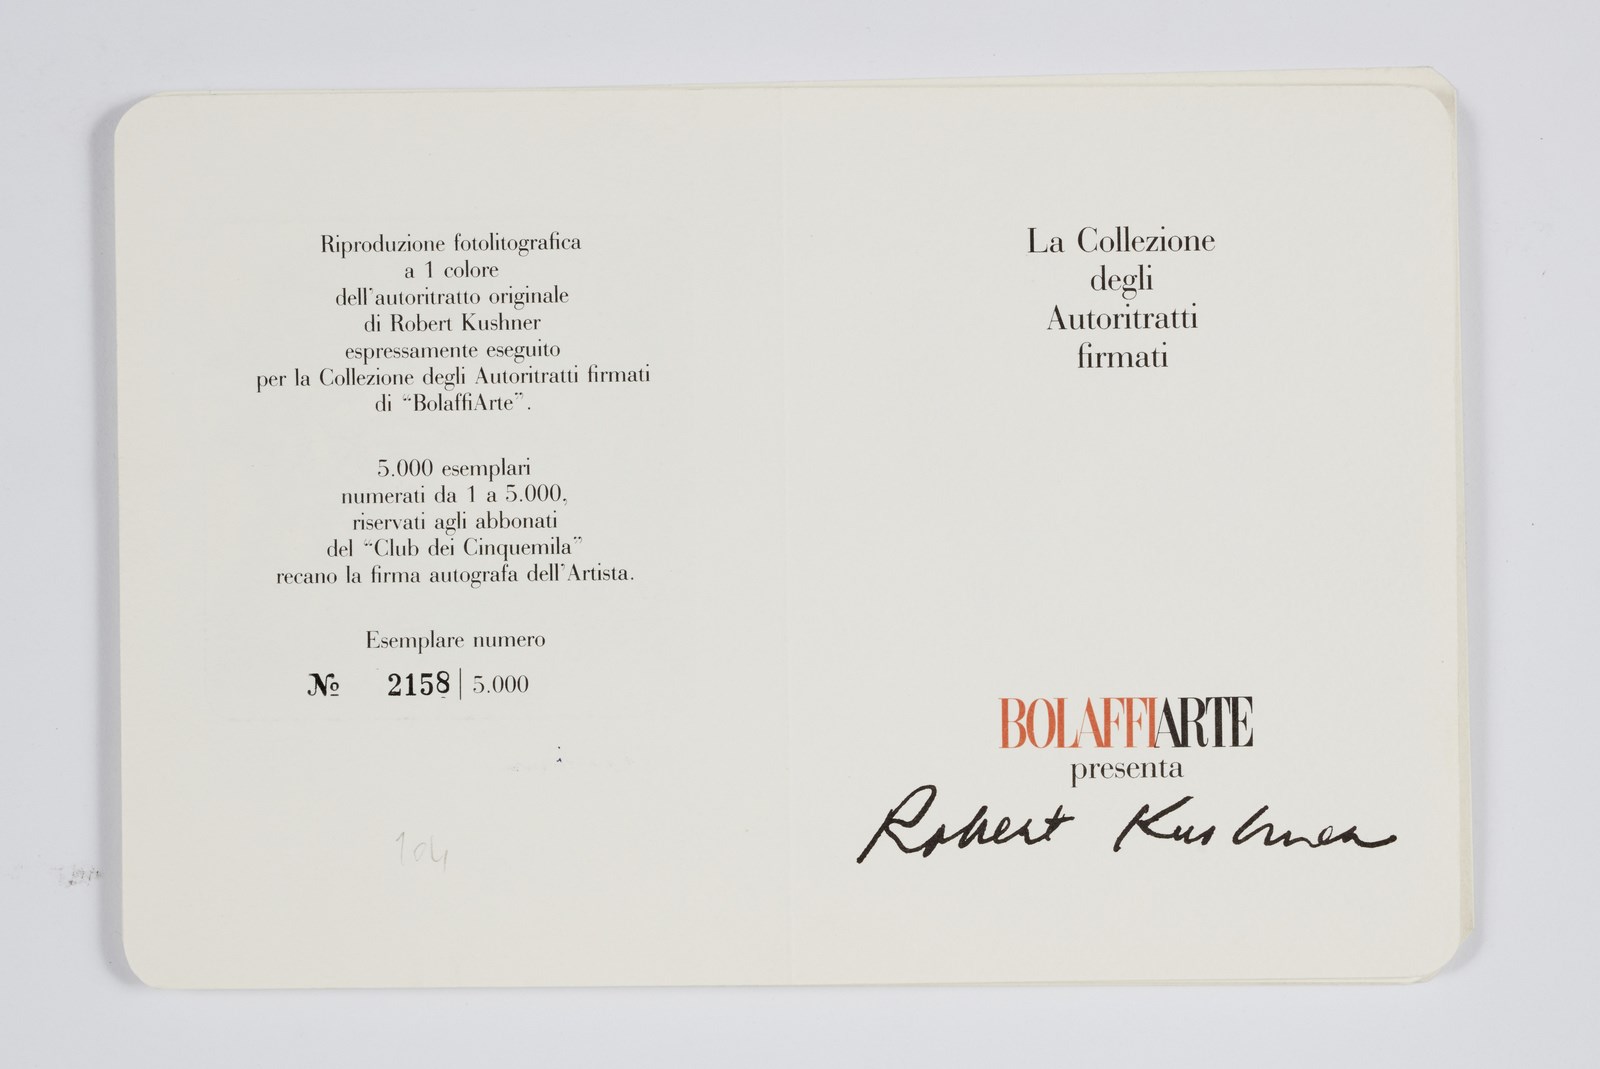 Riproduzione fotolitografica
a 1 colore
dell'autoritratto originale
di Robert Kushner
espressamente eseguito
per la Collezione degli Autoritratti firmati
di “BolaffiArte”.
5.000 esemplari
numerati da 1 a 5.000,
riservati agli abbonati
del “Club dei Cinquemila”
recano la firma autografa dell'Artista.
Esemplare numero
№ 2158 | 5.000
104
La Collezione
degli
Autoritratti
firmati
BOLAFFIARTE
presenta
Robert Kushner